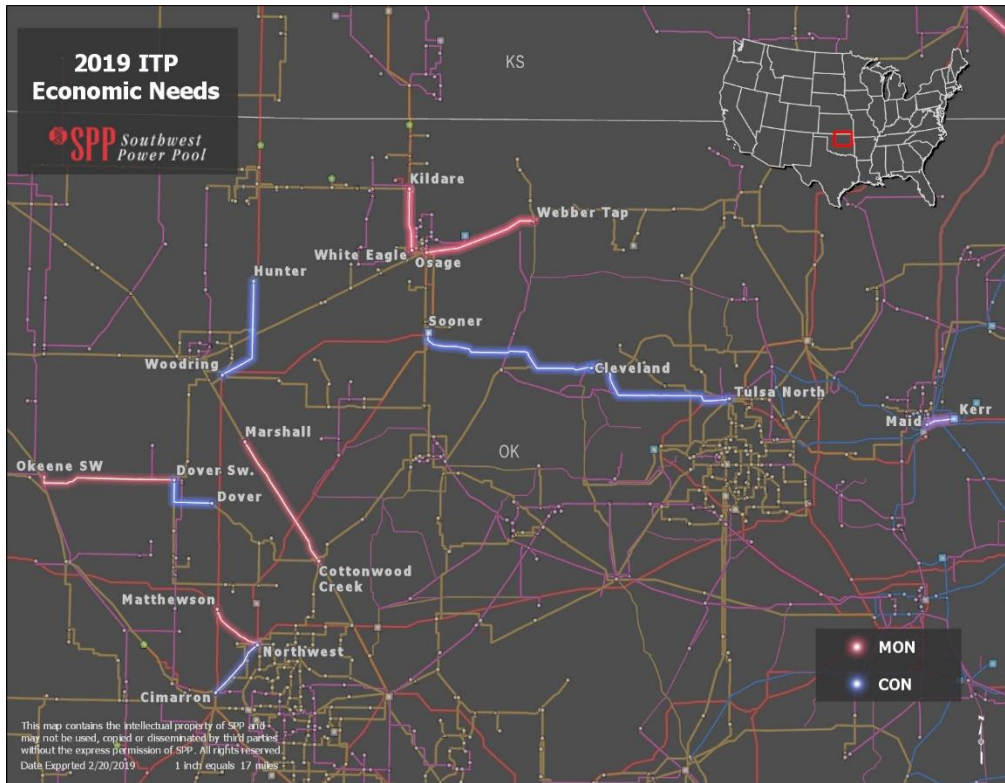 2019 ITP
Economic Needs
SPP Southwest
Power Pool
KS
Kildare
Webber Tap
White Eagle
Osage
Hunter
Sooner
Woodring
Cleveland
Tulsa North
Kerr
Maid
Marshall
OK
Okeene SW
Dover Sw.
Dover
Cottonwood
Creek
Matthewson
Northwest
Cimarron
MON
CON
This map contains the intellectual property of SPP and
may not be used, copied or disseminated by third parties
without the express permission of SPP. All rights reserved.
Date Exported 2/20/2019 1 inch equals 17 miles
N